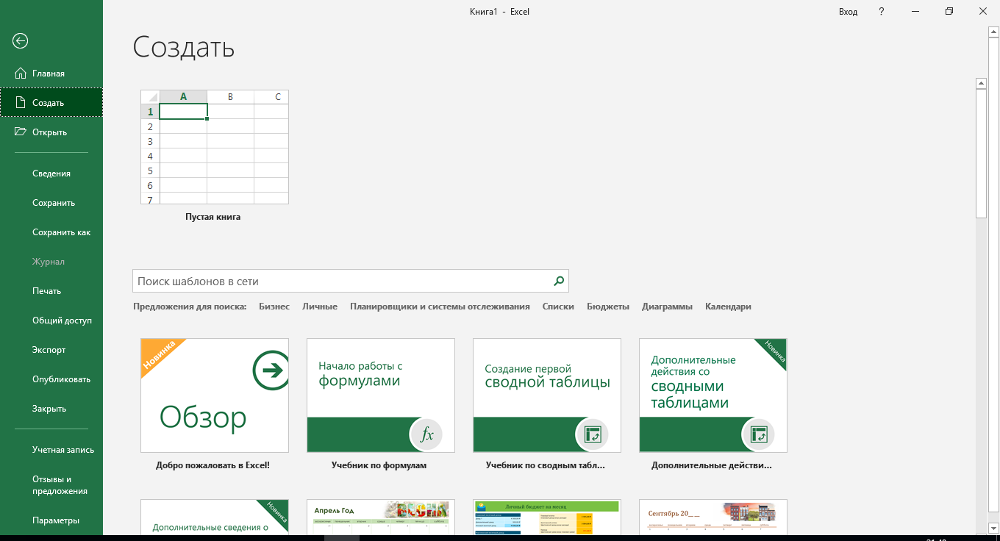 Книга1 - Excel
Вход
?
Главная
Создать
Открыть
Сведения
Сохранить
Сохранить как
Журнал
Печать
Общий доступ
Экспорт
Опубликовать
Закрыть
Учетная запись
Отзывы и
предложения
Параметры
Создать
A B C
1
2
3
4
5
6
7
Пустая книга
Поиск шаблонов в сети
Предложения для поиска: Бизнес Личные Планировщики и системы отслеживания Списки Бюджеты Диаграммы Календари
Новинка
Обзор
Добро пожаловать в Excel!
Начало работы с
формулами
fx
Учебник по формулам
Создание первой
сводной таблицы
Учебник по сводным табл...
Новинка
Дополнительные
действия со
сводными
таблицами
Дополнительные действи...
Новинка
Дополнительные сведения о
Апрель Год
Личный бюджет на месяц
Сентябрь 20__